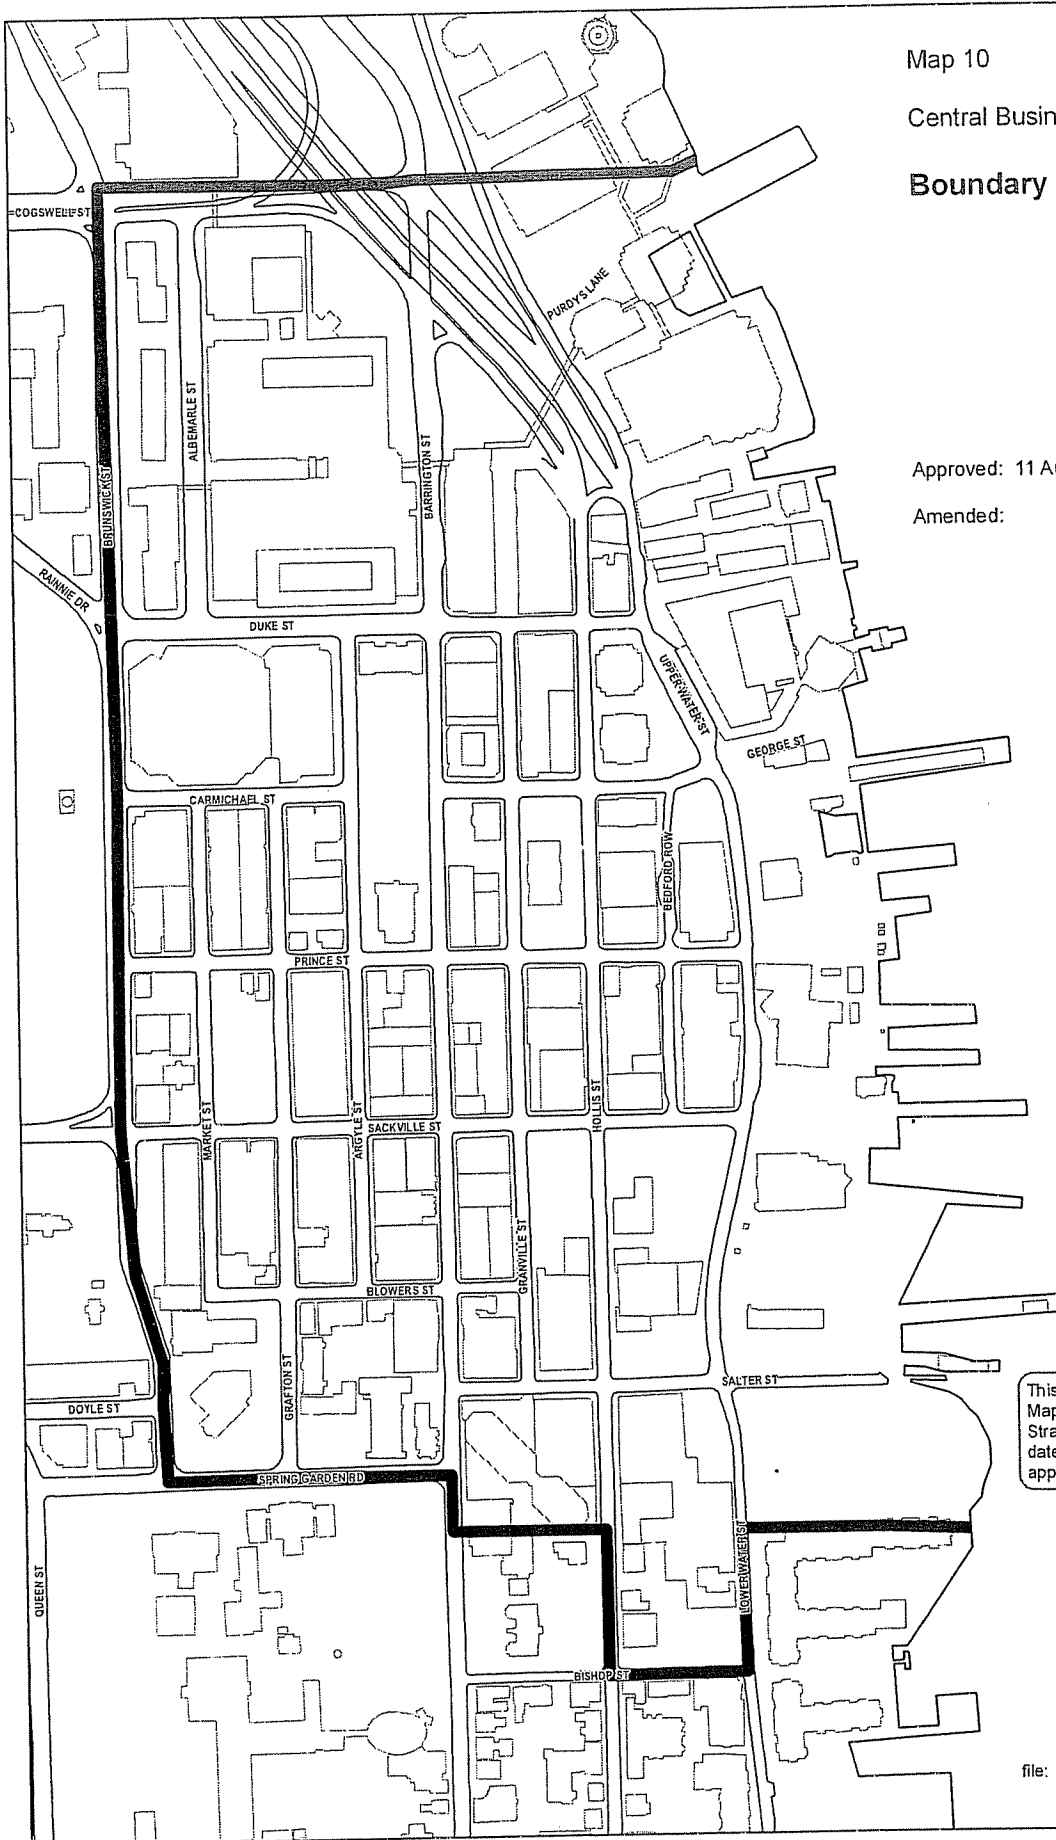 Map 10
Central Busin
Boundary
COGSWELL ST
PURDY'S LANE
ALBEMARLE ST
BARRINGTON ST
Approved: 11 A
Amended:
BRUNSWICK ST
RAINNIE DR
DUKE ST
UPPER WATER ST
GEORGE ST
CARMICHAEL ST
BEDFORD ROW
PRINCE ST
MARKET ST
ARGYLE ST
HOLLIS ST
SACKVILLE ST
GRANVILLE ST
BLOWERS ST
GRAFTON ST
SALTER ST
DOYLE ST
This
Map
Stra
date
app
SPRING GARDEN RD
LOWER WATER ST
QUEEN ST
BISHOP ST
file: